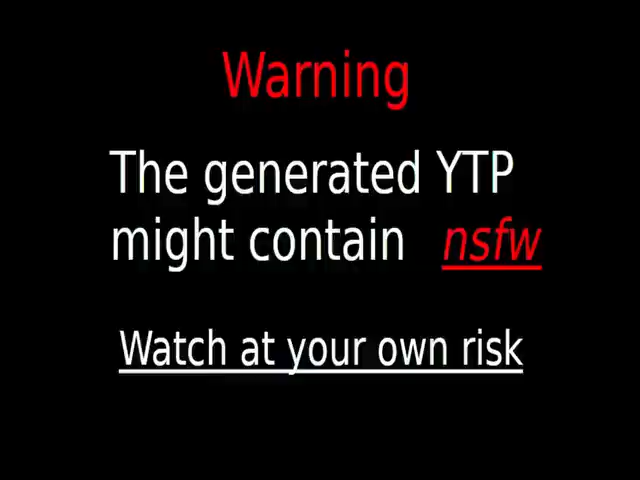 Warning
The generated YTP
might contain nsfw
Watch at your own risk